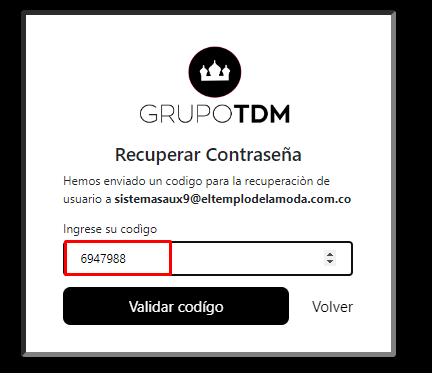 GRUPOTDM
Recuperar Contraseña
Hemos enviado un codigo para la recuperaciòn de
usuario a sistemasaux9@eltemplodelamoda.com.co
Ingrese su codìgo
6947988
Validar codígo
Volver